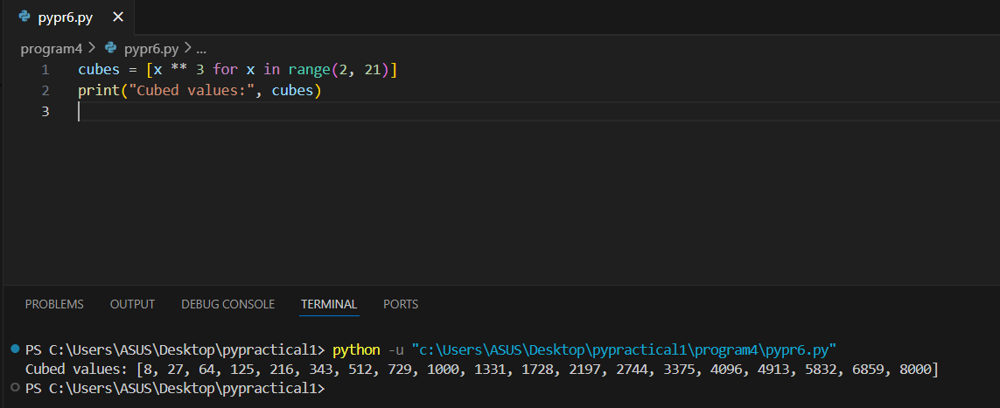 pypr6.py ×
program4 > pypr6.py > ...
1 cubes = [x ** 3 for x in range(2, 21)]
2 print("Cubed values:", cubes)
3
PROBLEMS OUTPUT DEBUG CONSOLE TERMINAL PORTS
PS C:\Users\ASUS\Desktop\pypractical1> python -u "c:\Users\ASUS\Desktop\pypractical1\program4\pypr6.py"
Cubed values: [8, 27, 64, 125, 216, 343, 512, 729, 1000, 1331, 1728, 2197, 2744, 3375, 4096, 4913, 5832, 6859, 8000]
PS C:\Users\ASUS\Desktop\pypractical1>